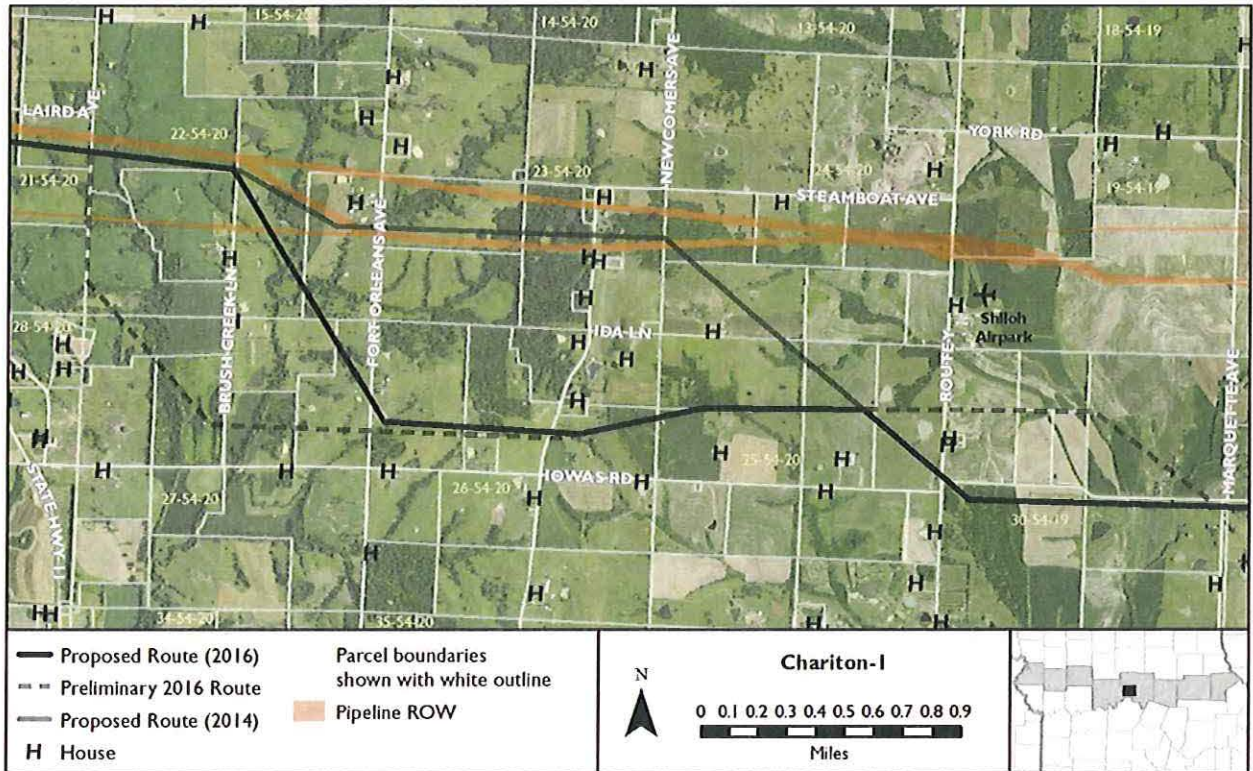 15-54-20
14-54-20
13-54-20
18-54-19
NEWCOMERS AVE
LAIRD AVE
22-54-20
YORK RD
21-54-20
23-54-20
24-54-20
19-54-19
STEAMBOAT AVE
FORT ORLEANS AVE
BRUSH CREEK LN
28-54-20
IDA LN
Shiloh
Airpark
ROUTE Y
MARQUETTE AVE
STATE HWY 11
27-54-20
26-54-20
IOWAS RD
25-54-20
30-54-19
34-54-20
35-54-20
Proposed Route (2016)
Preliminary 2016 Route
Proposed Route (2014)
H House
Parcel boundaries
shown with white outline
Pipeline ROW
N
Chariton-1
0 0.1 0.2 0.3 0.4 0.5 0.6 0.7 0.8 0.9
Miles